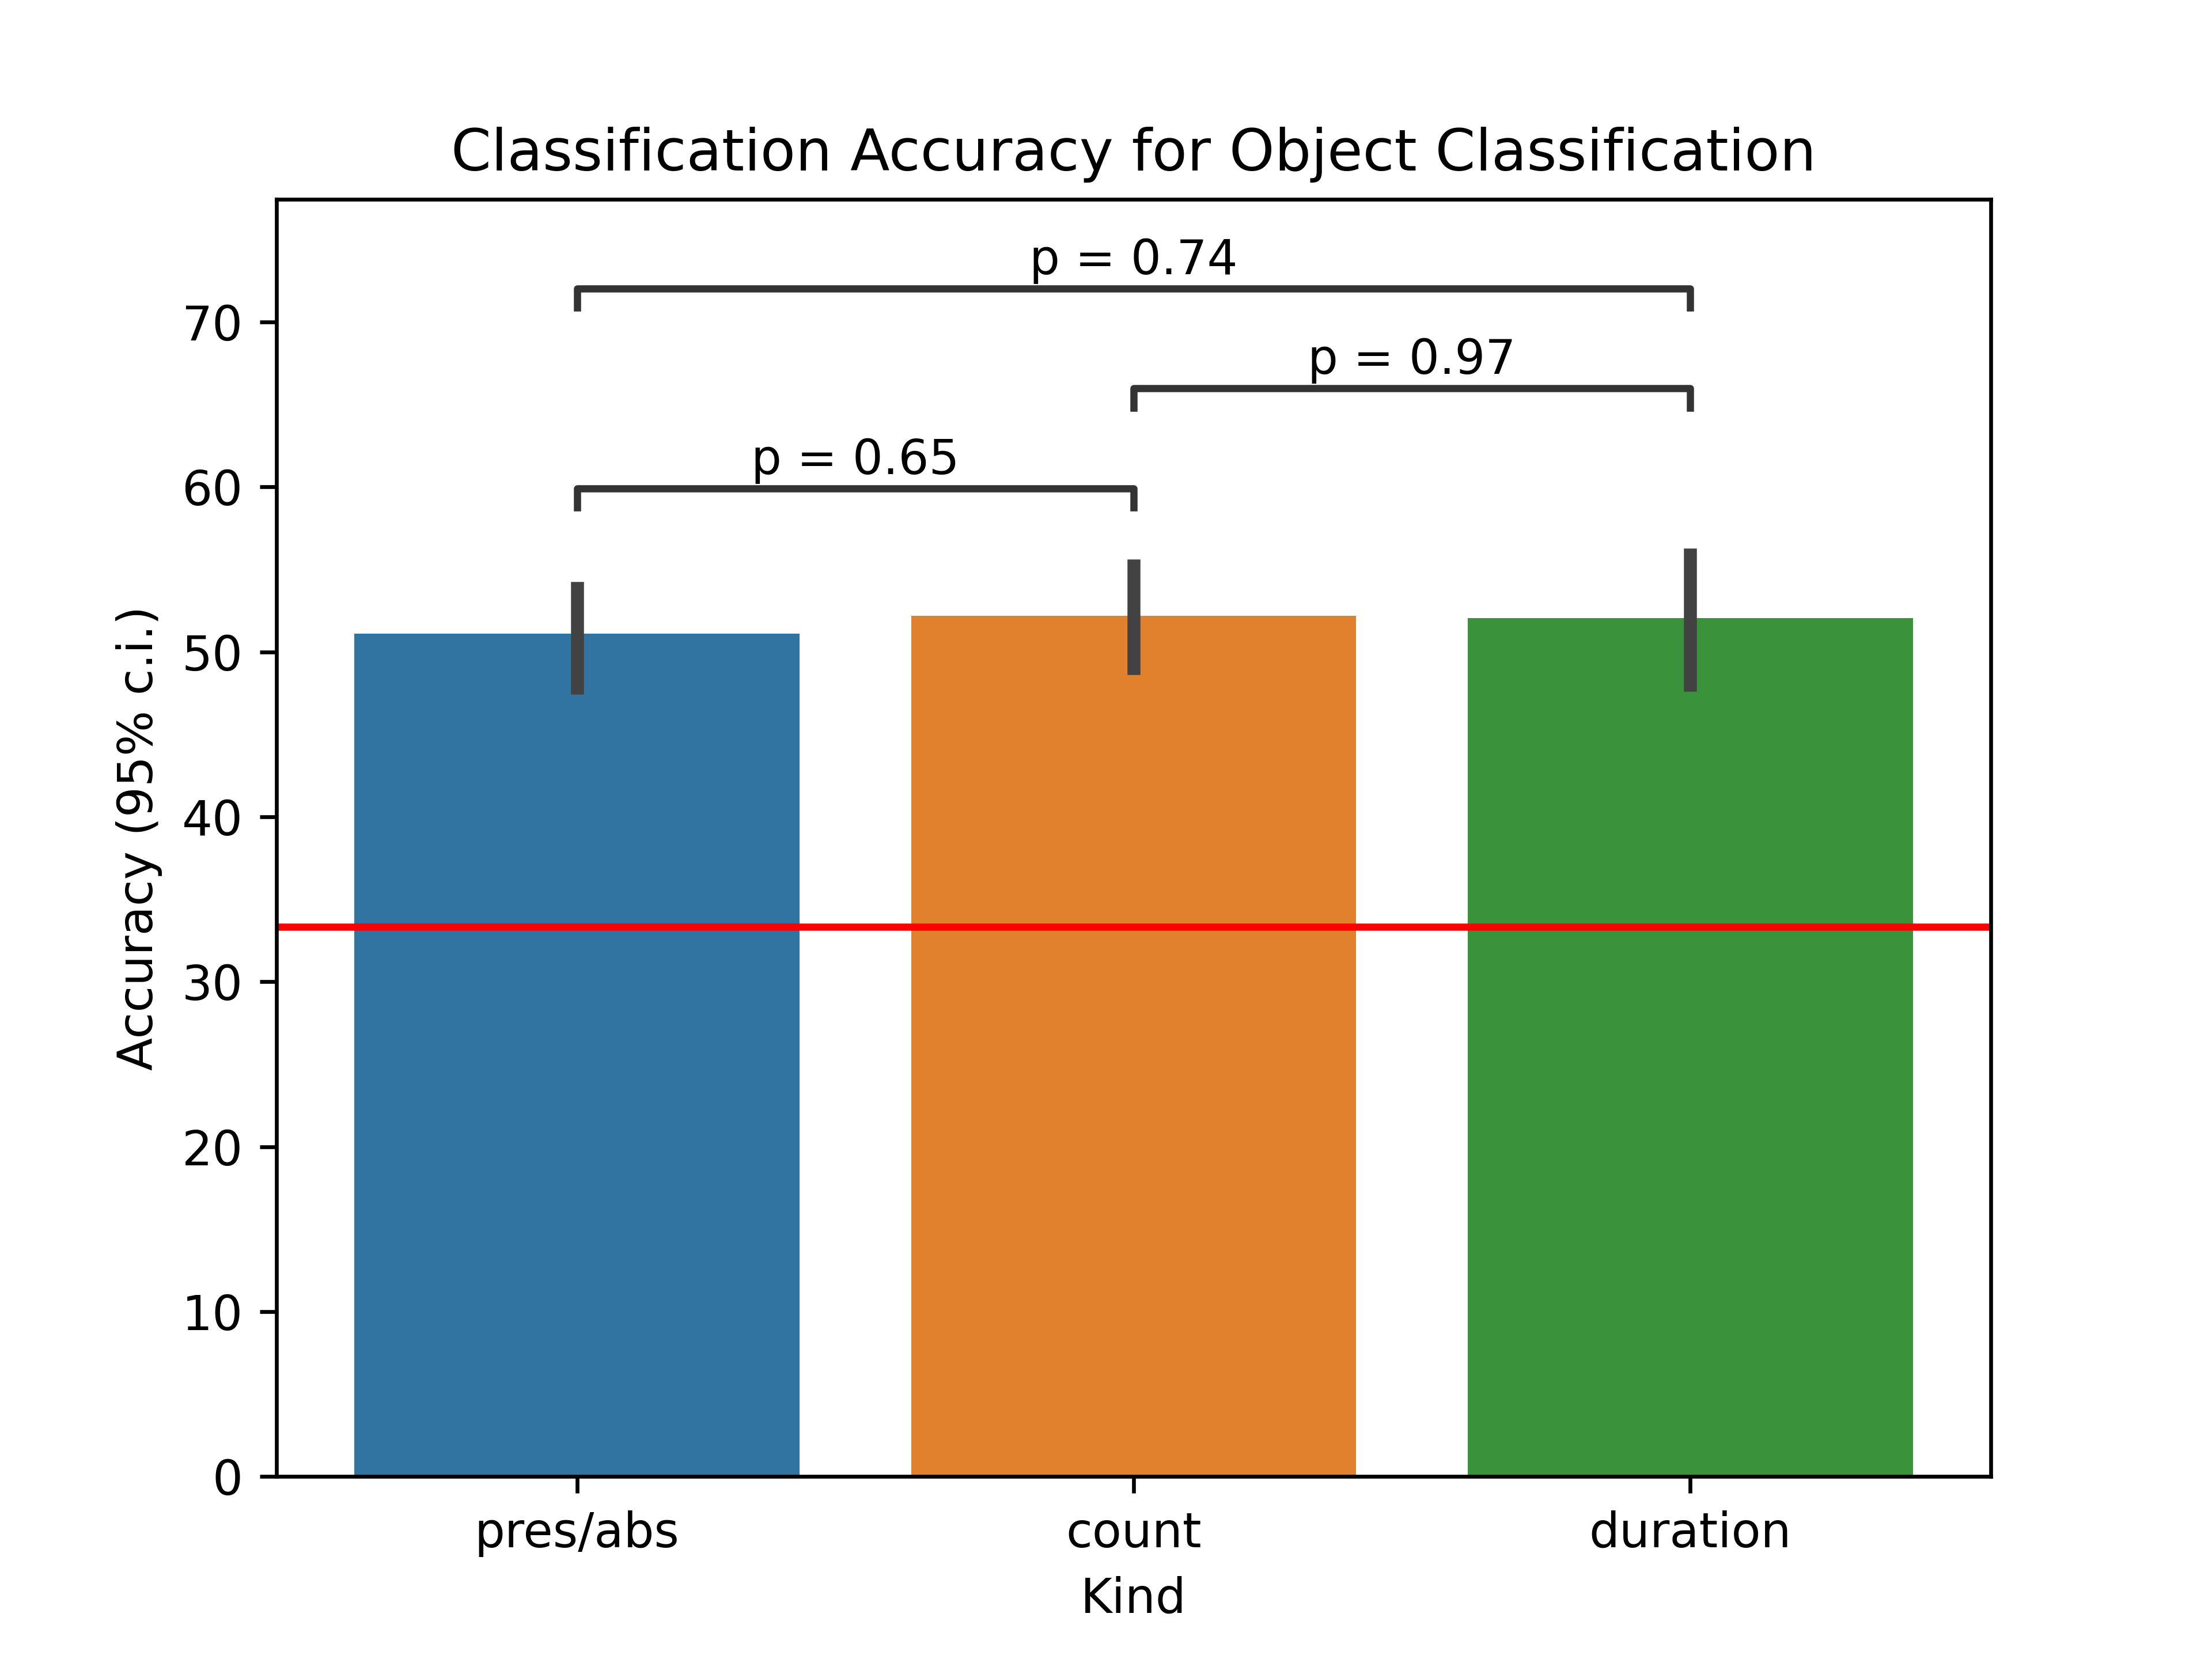 Classification Accuracy for Object Classification
p = 0.74
p = 0.97
p = 0.65
70
60
50
40
30
20
10
0
Accuracy (95% c.i.)
pres/abs
count
duration
Kind